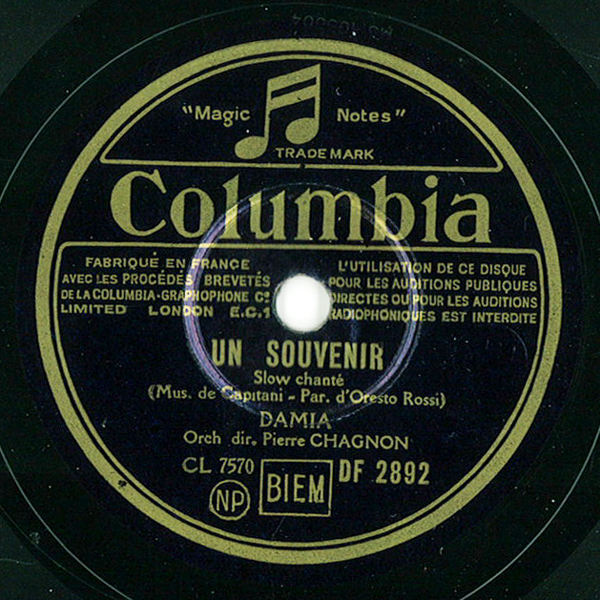 "Magic Notes"
TRADE MARK
Columbia
FABRIQUÉ EN FRANCE
AVEC LES PROCÉDÉS BREVETÉS
DE LA COLUMBIA-GRAPHOPHONE Cº
LIMITED LONDON E.C.1
L'UTILISATION DE CE DISQUE
POUR LES AUDITIONS PUBLIQUES
DIRECTES OU POUR LES AUDITIONS
RADIOPHONIQUES EST INTERDITE
UN SOUVENIR
Slow chanté
(Mus. de Capitani - Par. d'Oresto Rossi)
DAMIA
Orch dir. Pierre CHAGNON
CL 7570 BIEM DF 2892
NP